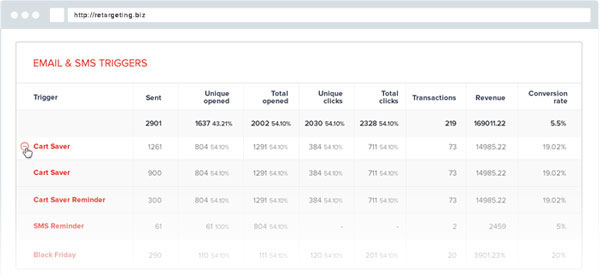 http://retargeting.biz
EMAIL & SMS TRIGGERS
Trigger Sent Unique opened Total opened Unique clicks Total clicks Transactions Revenue Conversion rate
2901 1637 43.21% 2002 54.10% 2030 54.10% 2328 54.10% 219 169011.22 5.5%
Cart Saver 1261 804 54.10% 1291 54.10% 384 54.10% 711 54.10% 73 14985.22 19.02%
Cart Saver 900 804 54.10% 1291 54.10% 384 54.10% 711 54.10% 73 14985.22 19.02%
Cart Saver Reminder 300 804 54.10% 1291 54.10% 384 54.10% 711 54.10% 73 14985.22 19.02%
SMS Reminder 61 61 100% 804 54.10% - - 2 2459 5%
Black Friday 290 110 54.10% 111 54.10% 120 54.10% 201 54.10% 20 3901.23% 20%